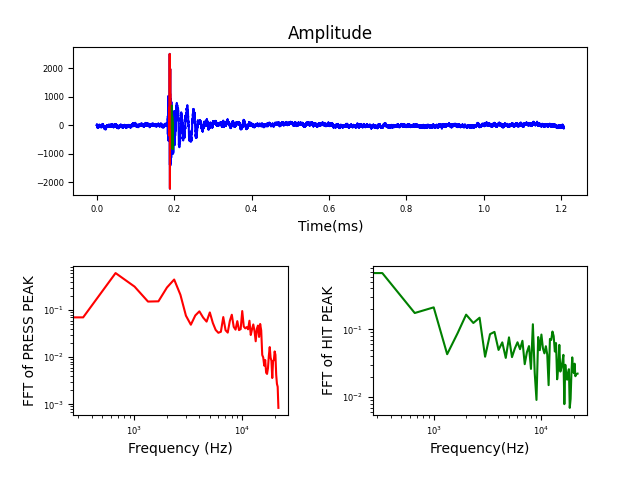 Amplitude
2000
1000
0
−1000
−2000
0.0 0.2 0.4 0.6 0.8 1.0 1.2
Time(ms)
FFT of PRESS PEAK
10⁻¹
10⁻²
10⁻³
10³ 10⁴
Frequency (Hz)
FFT of HIT PEAK
10⁻¹
10⁻²
10³ 10⁴
Frequency(Hz)